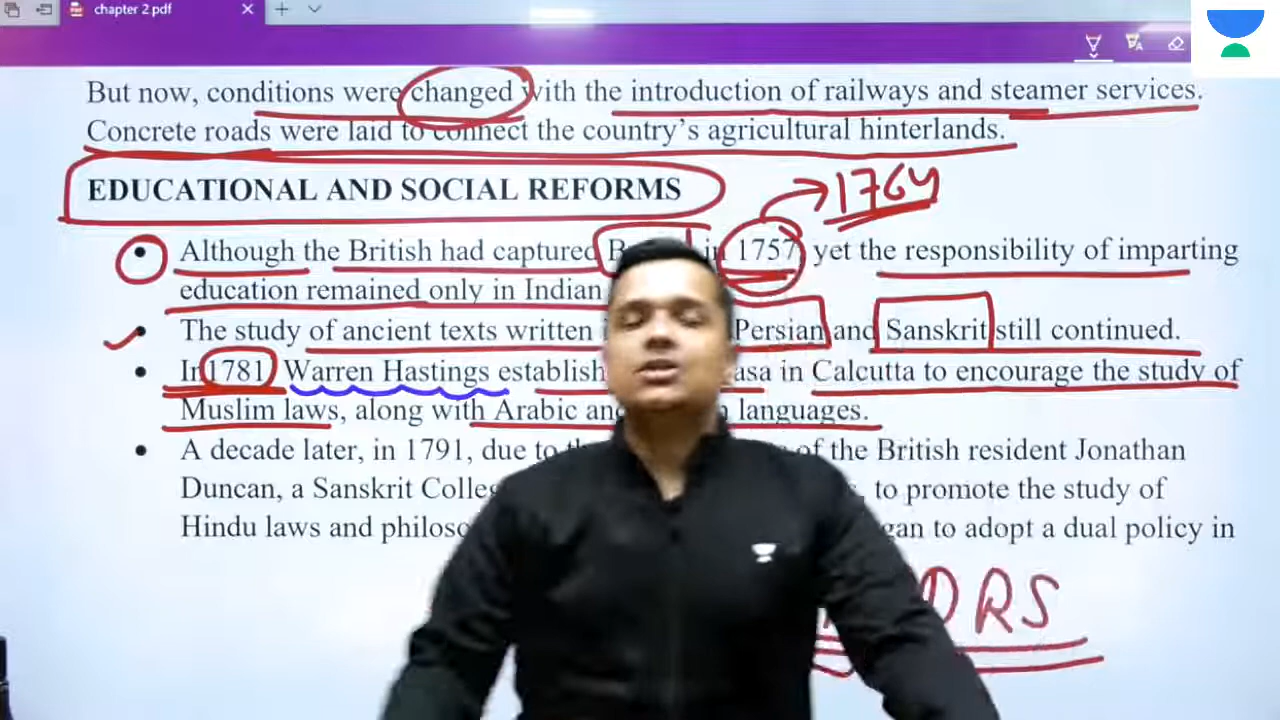 chapter 2 pdf
But now, conditions were changed with the introduction of railways and steamer services.
Concrete roads were laid to connect the country's agricultural hinterlands.
EDUCATIONAL AND SOCIAL REFORMS
1764
• Although the British had captured B in 1757, yet the responsibility of imparting
education remained only in Indian
• The study of ancient texts written Persian and Sanskrit still continued.
• In 1781 Warren Hastings establish asa in Calcutta to encourage the study of
Muslim laws, along with Arabic an languages.
• A decade later, in 1791, due to of the British resident Jonathan
Duncan, a Sanskrit Colleg to promote the study of
Hindu laws and philoso gan to adopt a dual policy in
DRS